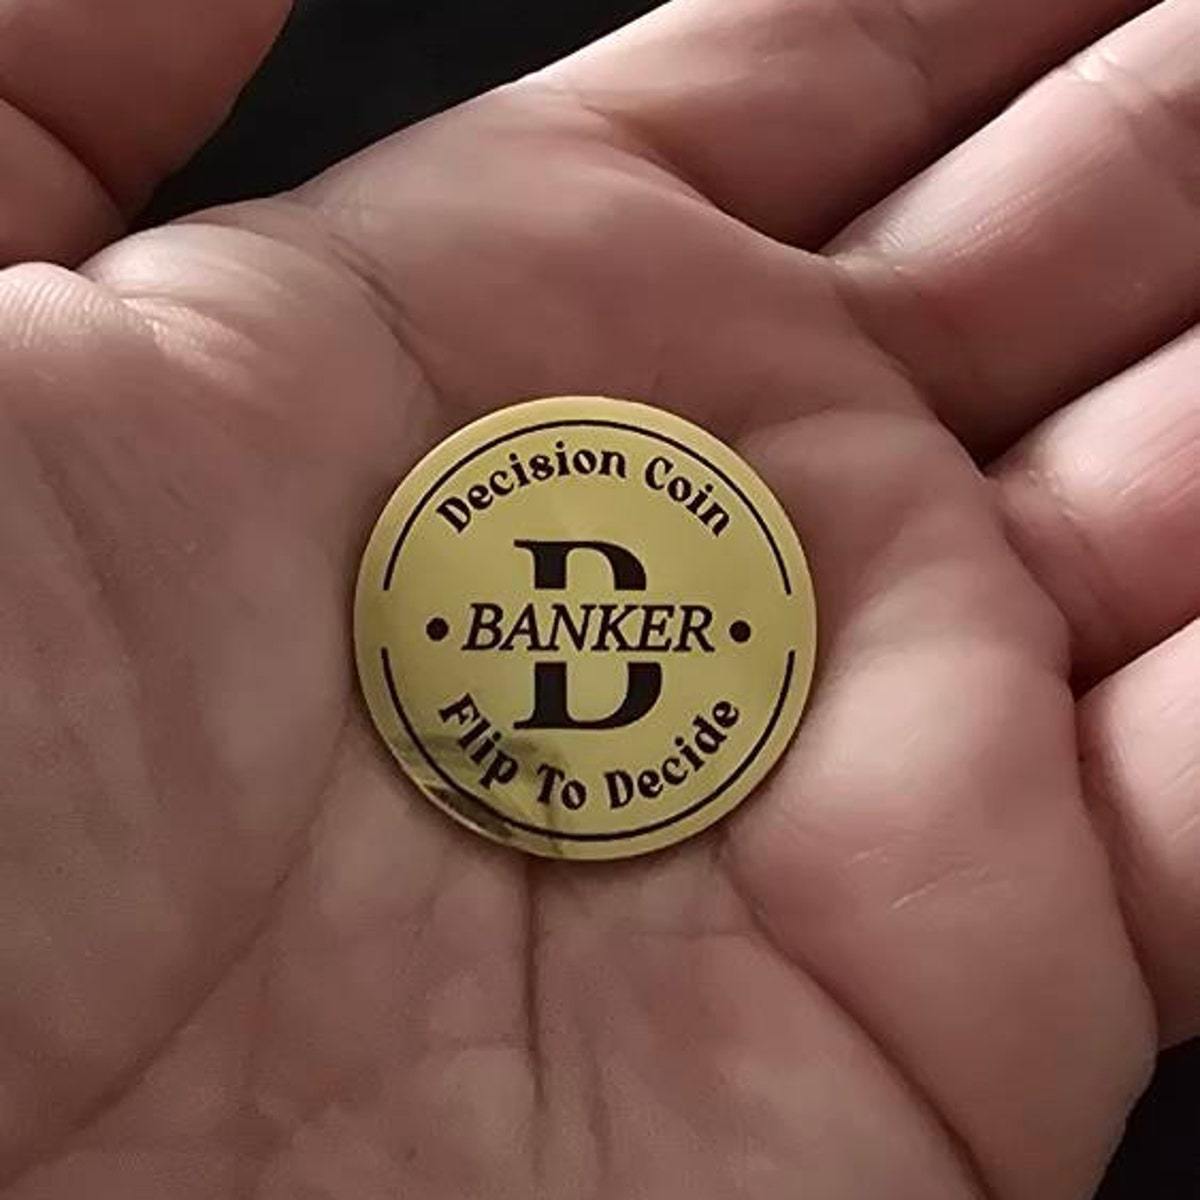 Decision Coin
B
• BANKER •
Flip To Decide